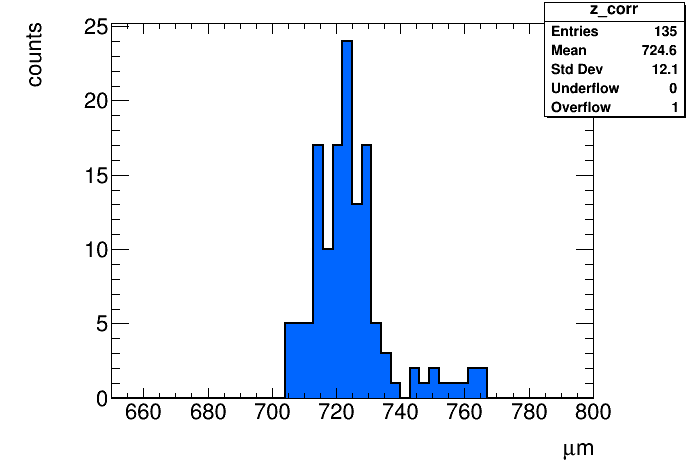 z_corr
Entries 135
Mean 724.6
Std Dev 12.1
Underflow 0
Overflow 1
counts
25
20
15
10
5
0
660 680 700 720 740 760 780 800
μm